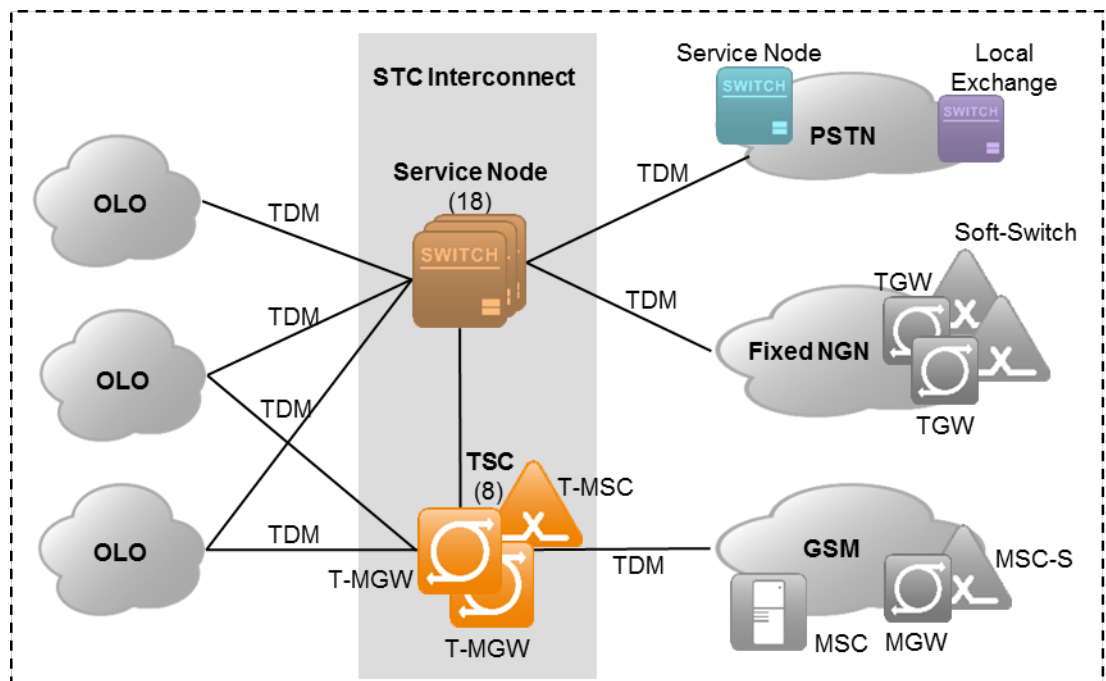 STC Interconnect
Service Node
Local
Exchange
SWITCH
SWITCH
PSTN
OLO
TDM
Service Node
(18)
TDM
SWITCH
Soft-Switch
TDM
TDM
TGW
OLO
Fixed NGN
TDM
TGW
TSC
(8)
T-MSC
OLO
TDM
GSM
T-MGW
TDM
MSC-S
T-MGW
MSC
MGW